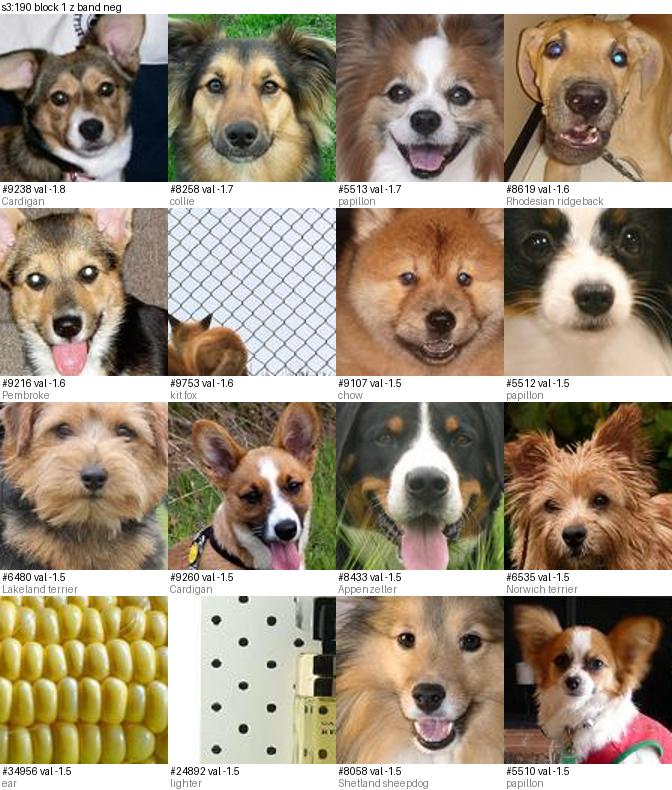 s3:190 block 1 z band neg
#9238 val -1.8
Cardigan
#8258 val -1.7
collie
#5513 val -1.7
papillon
#8619 val -1.6
Rhodesian ridgeback
#9216 val -1.6
Pembroke
#9753 val -1.6
kit fox
#9107 val -1.5
chow
#5512 val -1.5
papillon
#6480 val -1.5
Lakeland terrier
#9260 val -1.5
Cardigan
#8433 val -1.5
Appenzeller
#6535 val -1.5
Norwich terrier
#34956 val -1.5
ear
#24892 val -1.5
lighter
#8058 val -1.5
Shetland sheepdog
#5510 val -1.5
papillon